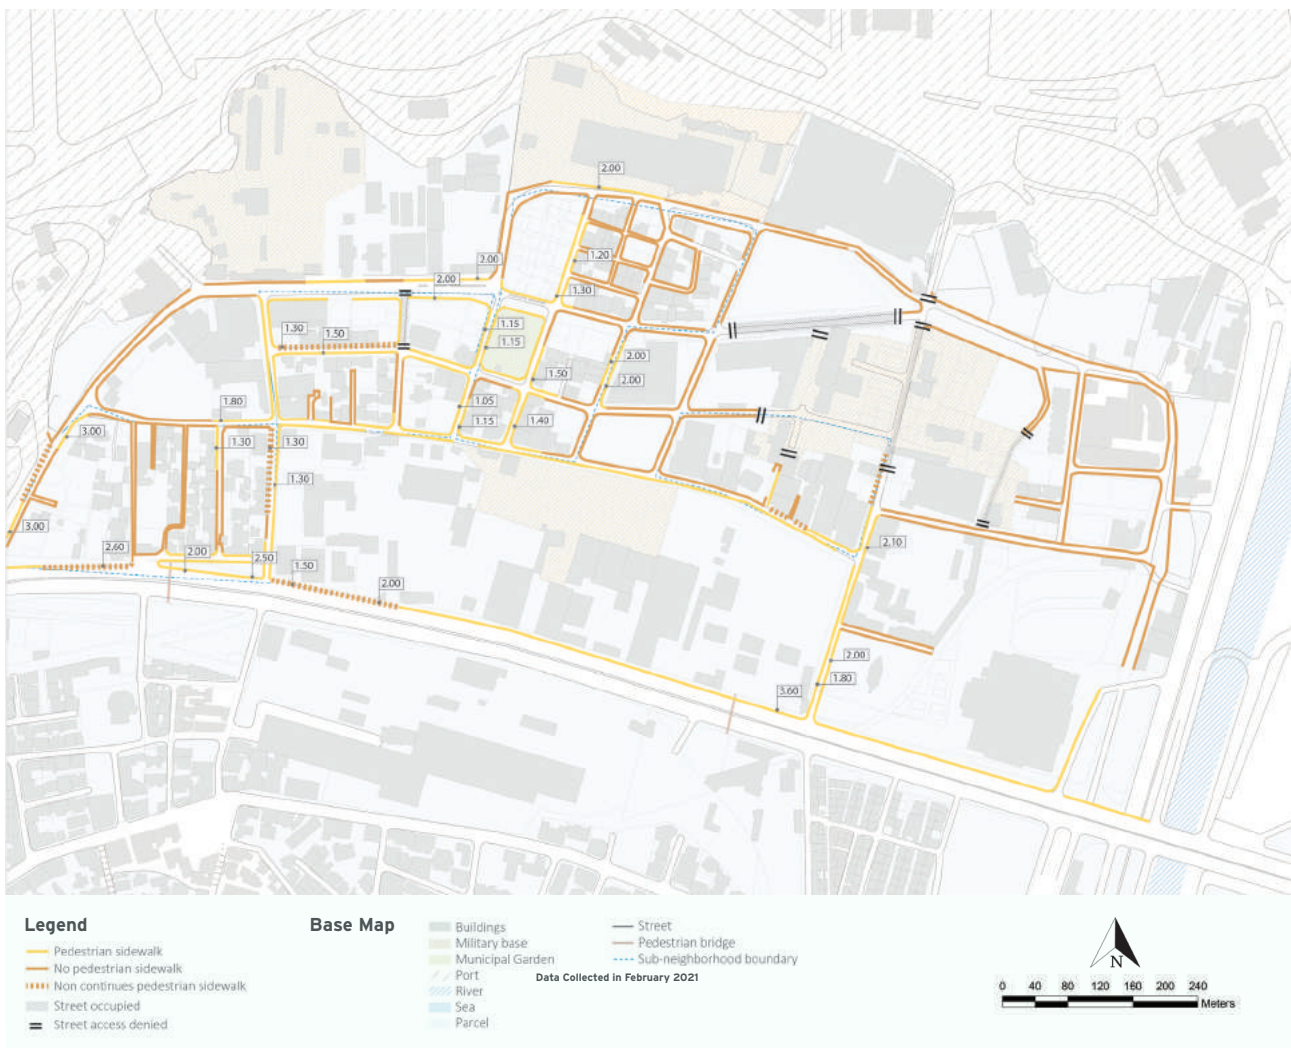 2.00
1.20
2.00
2.00
1.30
1.30
1.50
1.15
1.15
2.00
1.50
2.00
1.80
1.05
1.15
1.40
3.00
1.30
1.30
1.30
3.00
2.60
2.00
2.50
1.50
2.00
2.10
2.00
1.80
3.60
Legend
Pedestrian sidewalk
No pedestrian sidewalk
Non continues pedestrian sidewalk
Street occupied
Street access denied
Base Map
Buildings
Military base
Municipal Garden
Port
River
Sea
Parcel
Street
Pedestrian bridge
Sub-neighborhood boundary
Data Collected in February 2021
N
0 40 80 120 160 200 240
Meters